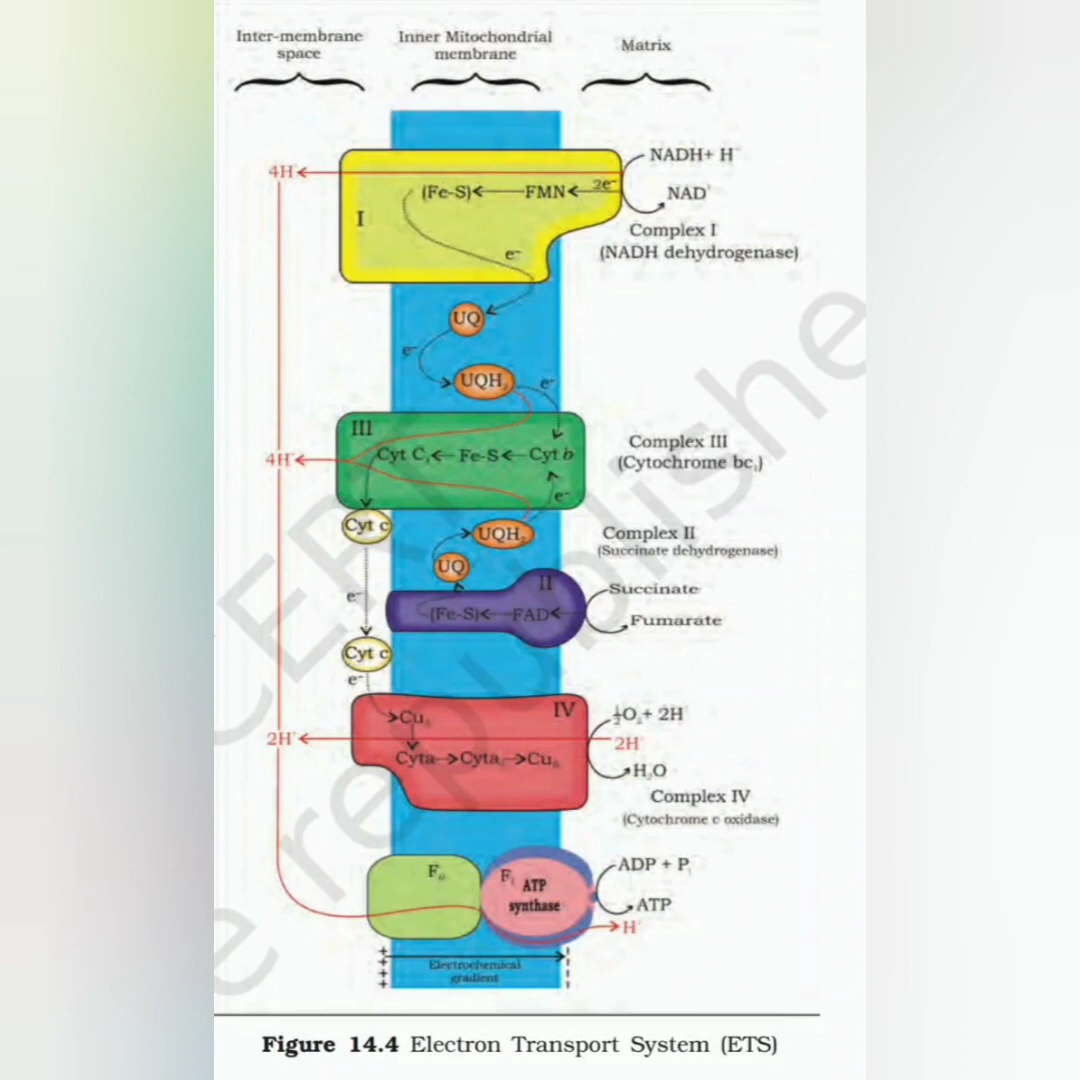 Inter-membrane
space
Inner Mitochondrial
membrane
Matrix
NADH+ H⁺
4H⁺
(Fe-S)
FMN
2e⁻
NAD⁺
I
Complex I
(NADH dehydrogenase)
e⁻
UQ
e⁻
UQH₂
e⁻
III
Complex III
(Cytochrome bc₁)
4H⁺
Cyt C₁
Fe-S
Cyt b
e⁻
Cyt c
UQH₂
Complex II
(Succinate dehydrogenase)
UQ
II
Succinate
e⁻
(Fe-S)
FAD
Fumarate
Cyt c
e⁻
IV
½O₂+ 2H⁺
Cu
2H⁺
2H⁺
Cyta
Cyta₃
Cu
H₂O
Complex IV
(Cytochrome c oxidase)
F₀
F₁
ATP
synthase
ADP + Pᵢ
ATP
H⁺
Electrochemical
gradient
Figure 14.4 Electron Transport System (ETS)